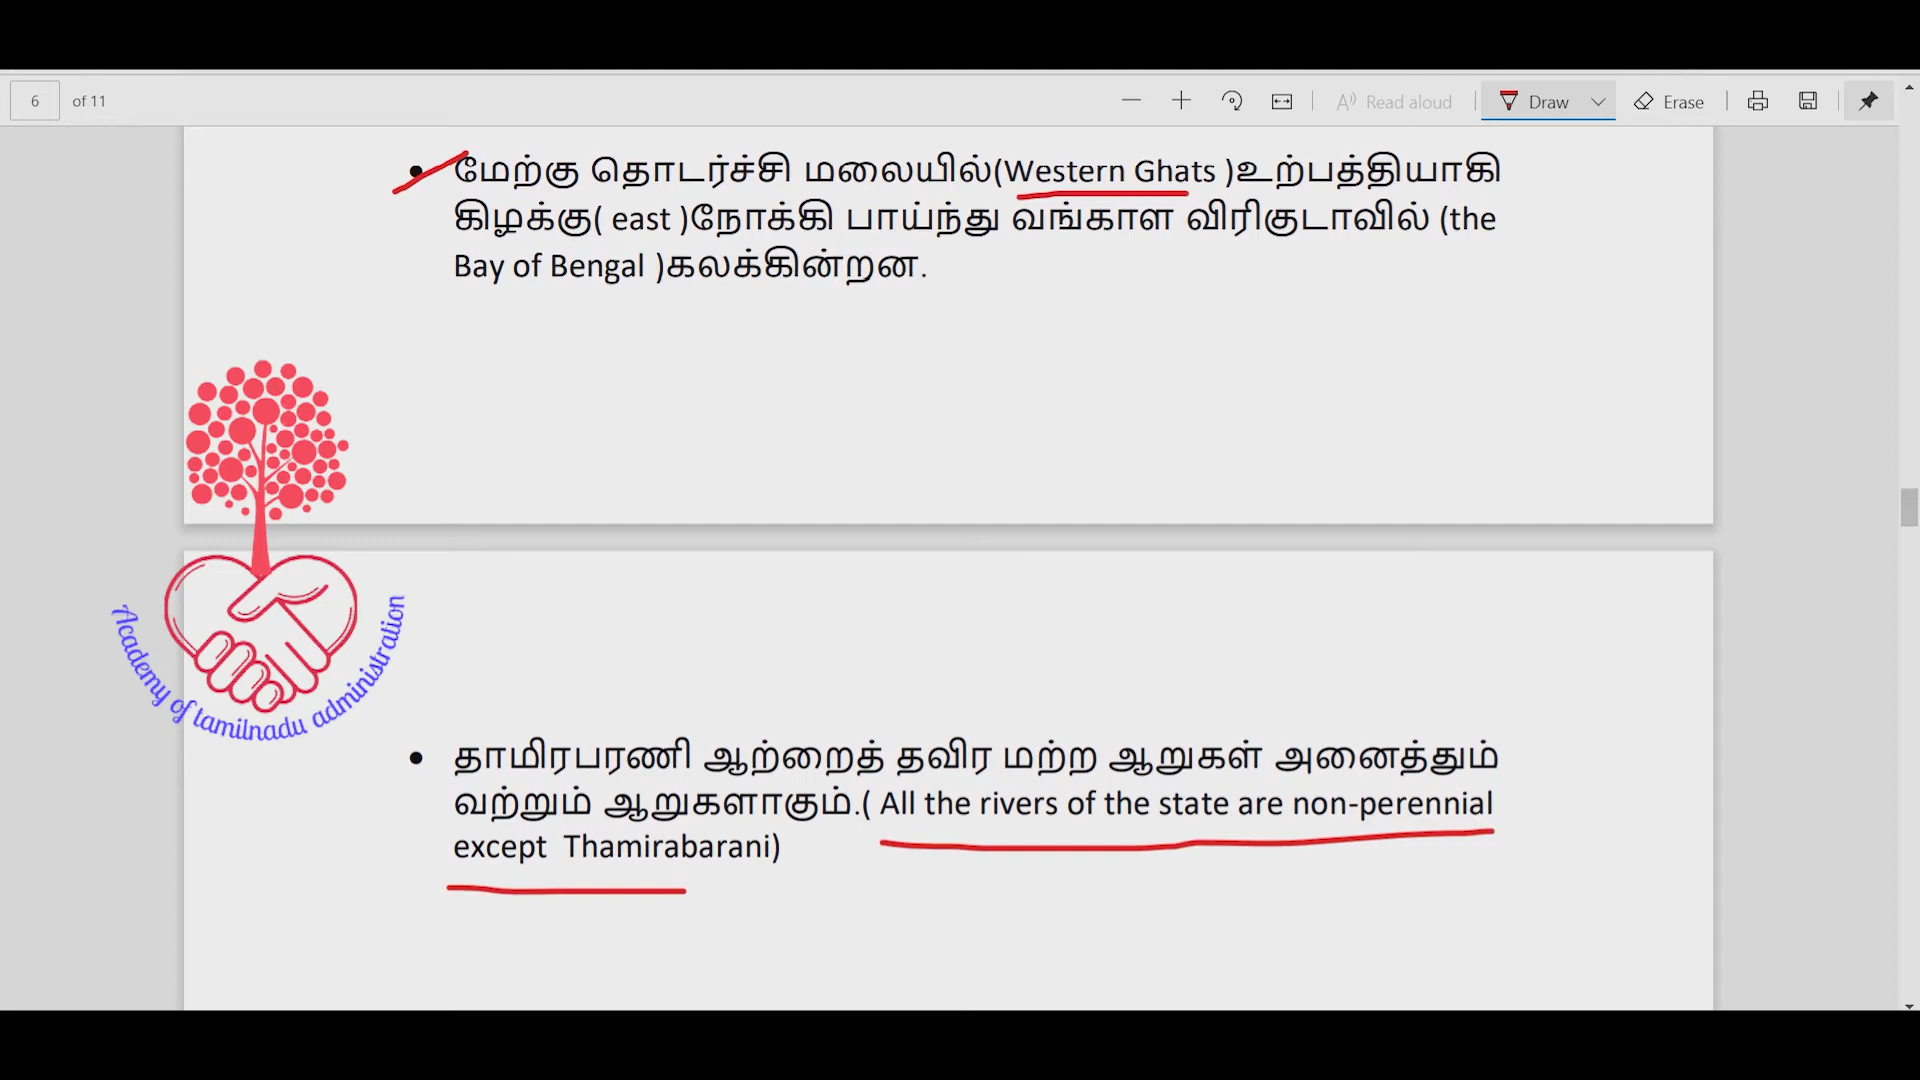 6 of 11
Read aloud
Draw
Erase
மேற்கு தொடர்ச்சி மலையில்(Western Ghats )உற்பத்தியாகி
கிழக்கு( east )நோக்கி பாய்ந்து வங்காள விரிகுடாவில் (the
Bay of Bengal )கலக்கின்றன.
Academy of tamilnadu administration
தாமிரபரணி ஆற்றைத் தவிர மற்ற ஆறுகள் அனைத்தும்
வற்றும் ஆறுகளாகும்.( All the rivers of the state are non-perennial
except Thamirabarani)